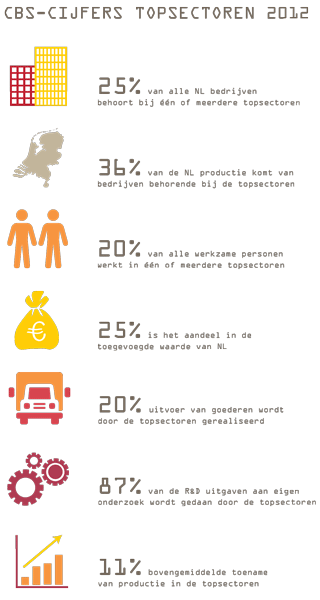 CBS-CIJFERS TOPSECTOREN 2012
25% van alle NL bedrijven
behoort bij één of meerdere topsectoren
36% van de NL productie komt van
bedrijven behorende bij de topsectoren
20% van alle werkzame personen
werkt in één of meerdere topsectoren
€
25% is het aandeel in de
toegevoegde waarde van NL
20% uitvoer van goederen wordt
door de topsectoren gerealiseerd
87% van de R&D uitgaven aan eigen
onderzoek wordt gedaan door de topsectoren
11% bovengemiddelde toename
van productie in de topsectoren